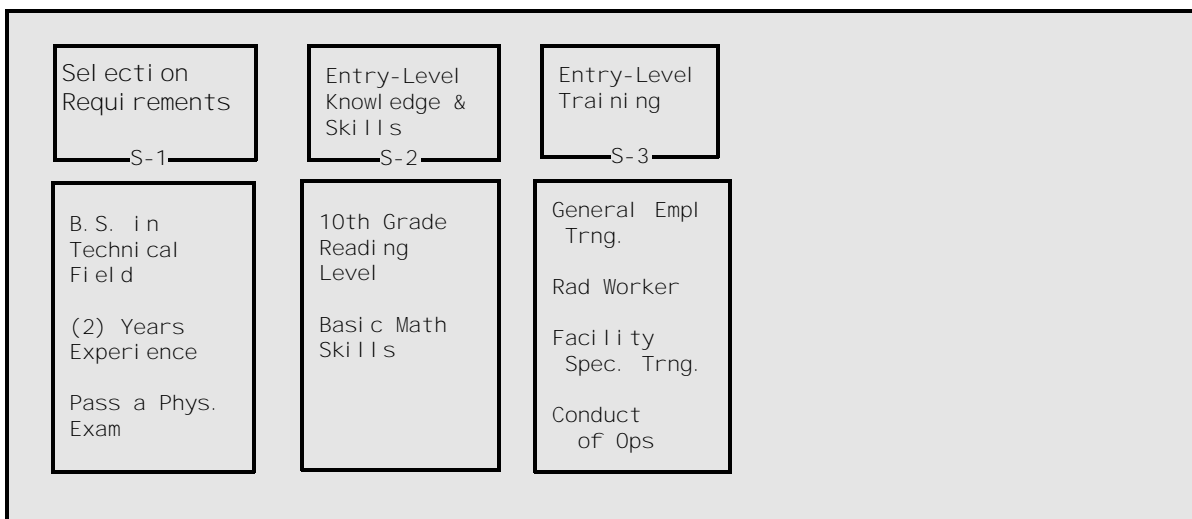 Selection
Requirements
S-1
Entry-Level
Knowledge &
Skills
S-2
Entry-Level
Training
S-3
B.S. in
Technical
Field
(2) Years
Experience
Pass a Phys.
Exam
10th Grade
Reading
Level
Basic Math
Skills
General Empl
Trng.
Rad Worker
Facility
Spec. Trng.
Conduct
of Ops